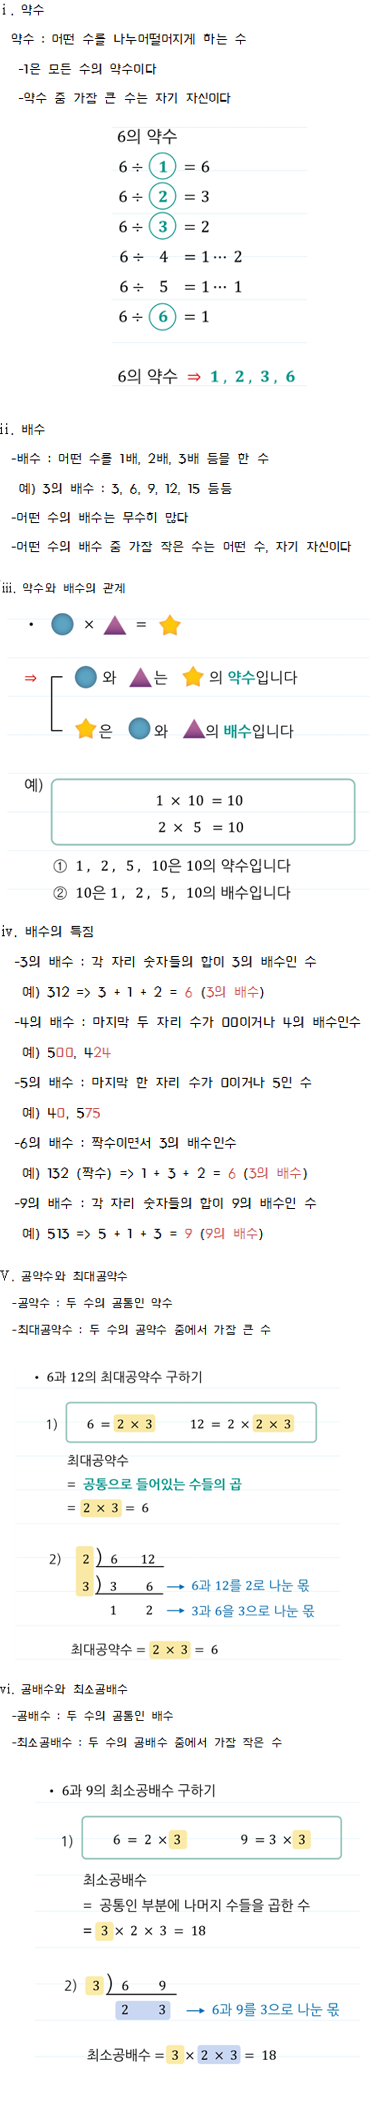 i. 약수
약수 : 어떤 수를 나누어떨어지게 하는 수
-1은 모든 수의 약수이다
-약수 중 가장 큰 수는 자기 자신이다
6의 약수
6 ÷ 1 = 6
6 ÷ 2 = 3
6 ÷ 3 = 2
6 ÷ 4 = 1 ··· 2
6 ÷ 5 = 1 ··· 1
6 ÷ 6 = 1
6의 약수 ⇒ 1, 2, 3, 6
ii. 배수
-배수 : 어떤 수를 1배, 2배, 3배 등을 한 수
예) 3의 배수 : 3, 6, 9, 12, 15 등등
-어떤 수의 배수는 무수히 많다
-어떤 수의 배수 중 가장 작은 수는 어떤 수, 자기 자신이다
iii. 약수와 배수의 관계
• × =
⇒ 와 는 의 약수입니다
은 와 의 배수입니다
예)
1 × 10 = 10
2 × 5 = 10
① 1, 2, 5, 10은 10의 약수입니다
② 10은 1, 2, 5, 10의 배수입니다
iv. 배수의 특징
-3의 배수 : 각 자리 숫자들의 합이 3의 배수인 수
예) 312 => 3 + 1 + 2 = 6 (3의 배수)
-4의 배수 : 마지막 두 자리 수가 00이거나 4의 배수인수
예) 500, 424
-5의 배수 : 마지막 한 자리 수가 0이거나 5인 수
예) 40, 575
-6의 배수 : 짝수이면서 3의 배수인수
예) 132 (짝수) => 1 + 3 + 2 = 6 (3의 배수)
-9의 배수 : 각 자리 숫자들의 합이 9의 배수인 수
예) 513 => 5 + 1 + 3 = 9 (9의 배수)
V. 공약수와 최대공약수
-공약수 : 두 수의 공통인 약수
-최대공약수 : 두 수의 공약수 중에서 가장 큰 수
• 6과 12의 최대공약수 구하기
1) 6 = 2 × 3 12 = 2 × 2 × 3
최대공약수
= 공통으로 들어있는 수들의 곱
= 2 × 3 = 6
2) 2 ) 6 12
3 ) 3 6 → 6과 12를 2로 나눈 몫
1 2 → 3과 6을 3으로 나눈 몫
최대공약수 = 2 × 3 = 6
vi. 공배수와 최소공배수
-공배수 : 두 수의 공통인 배수
-최소공배수 : 두 수의 공배수 중에서 가장 작은 수
• 6과 9의 최소공배수 구하기
1) 6 = 2 × 3 9 = 3 × 3
최소공배수
= 공통인 부분에 나머지 수들을 곱한 수
= 3 × 2 × 3 = 18
2) 3 ) 6 9
2 3 → 6과 9를 3으로 나눈 몫
최소공배수 = 3 × 2 × 3 = 18